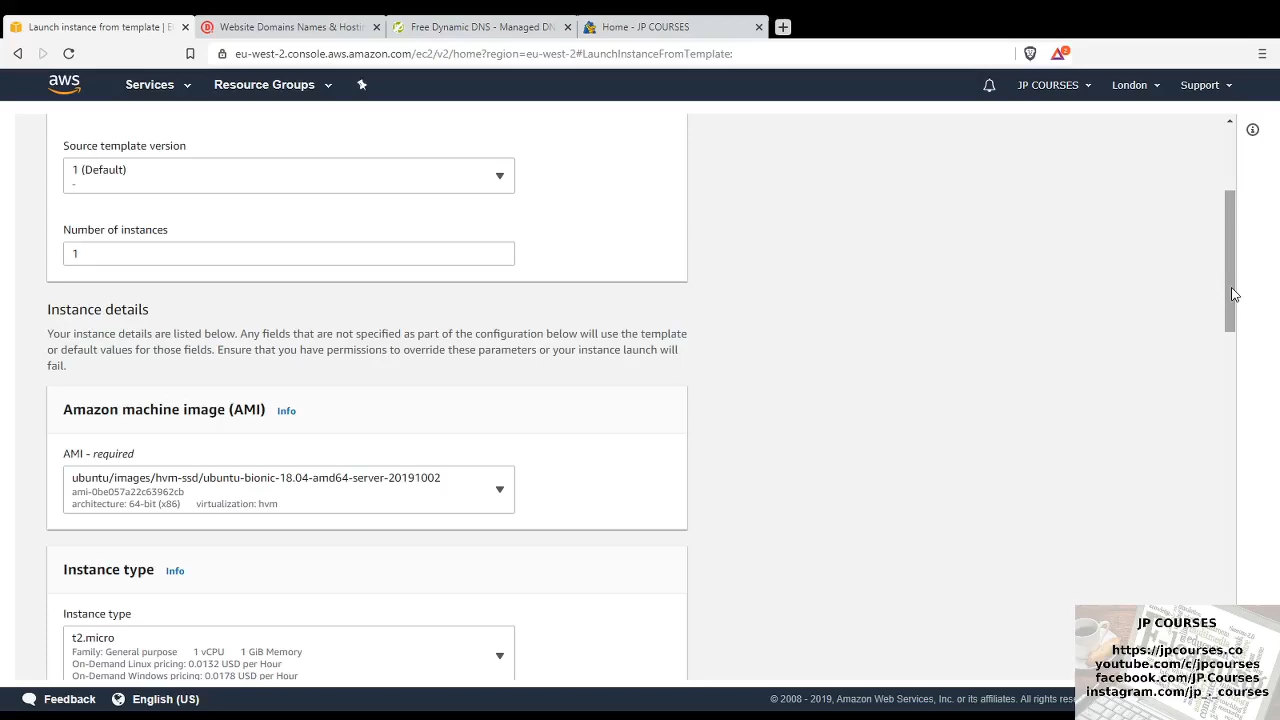 Launch instance from template | E
Website Domains Names & Hostin
Free Dynamic DNS - Managed DN
Home - JP COURSES
eu-west-2.console.aws.amazon.com/ec2/v2/home?region=eu-west-2#LaunchInstanceFromTemplate:
2
aws
Services
Resource Groups
JP COURSES
London
Support
Source template version
1 (Default)
-
Number of instances
1
Instance details
Your instance details are listed below. Any fields that are not specified as part of the configuration below will use the template
or default values for those fields. Ensure that you have permissions to override these parameters or your instance launch will
fail.
Amazon machine image (AMI) Info
AMI - required
ubuntu/images/hvm-ssd/ubuntu-bionic-18.04-amd64-server-20191002
ami-0be057a22c63962cb
architecture: 64-bit (x86) virtualization: hvm
Instance type Info
Instance type
t2.micro
Family: General purpose 1 vCPU 1 GiB Memory
On-Demand Linux pricing: 0.0132 USD per Hour
On-Demand Windows pricing: 0.0178 USD per Hour
JP COURSES
https://jpcourses.co
youtube.com/c/jpcourses
facebook.com/JP.Courses
instagram.com/jp_._courses
Feedback
English (US)
© 2008 - 2019, Amazon Web Services, Inc. or its affiliates. All rights rese